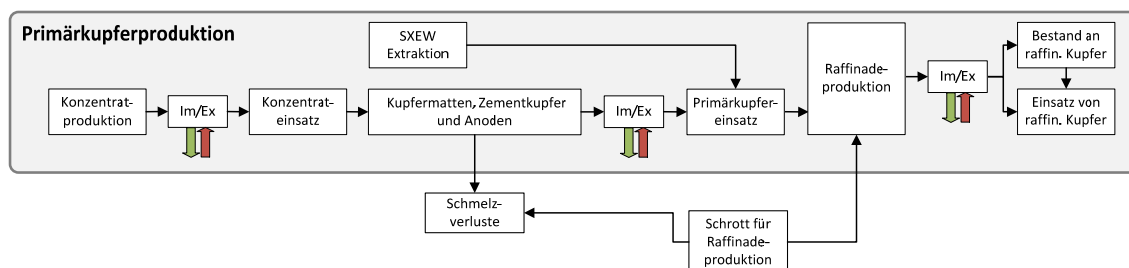 Primärkupferproduktion
SXEW
Extraktion
Konzentrat-
produktion
Im/Ex
Konzentrat-
einsatz
Kupfermatten, Zementkupfer
und Anoden
Im/Ex
Primärkupfer-
einsatz
Raffinade-
produktion
Im/Ex
Bestand an
raffin. Kupfer
Einsatz von
raffin. Kupfer
Schmelz-
verluste
Schrott für
Raffinade-
produktion